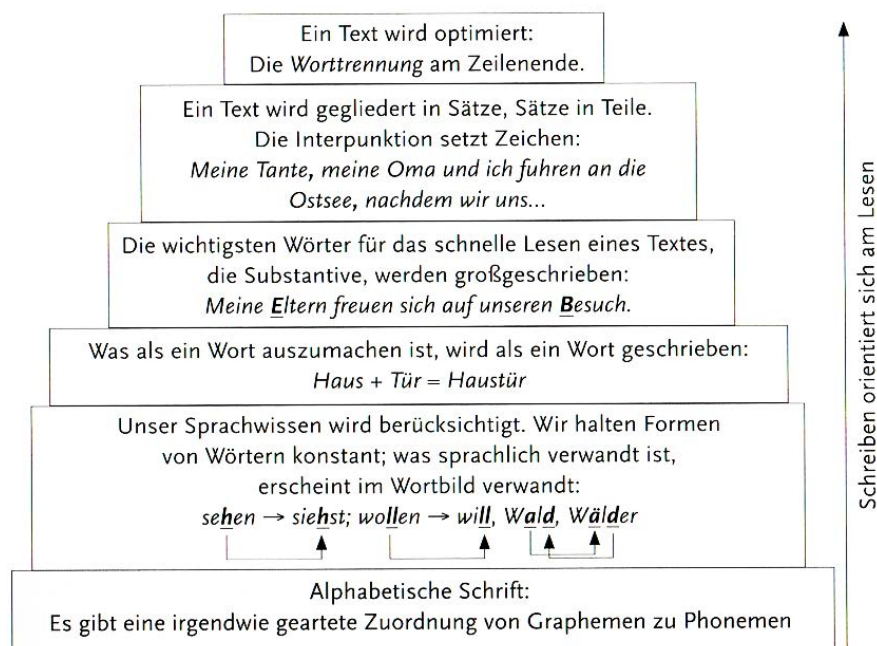 Ein Text wird optimiert:
Die Worttrennung am Zeilenende.
Ein Text wird gegliedert in Sätze, Sätze in Teile.
Die Interpunktion setzt Zeichen:
Meine Tante, meine Oma und ich fuhren an die
Ostsee, nachdem wir uns...
Die wichtigsten Wörter für das schnelle Lesen eines Textes,
die Substantive, werden großgeschrieben:
Meine Eltern freuen sich auf unseren Besuch.
Was als ein Wort auszumachen ist, wird als ein Wort geschrieben:
Haus + Tür = Haustür
Unser Sprachwissen wird berücksichtigt. Wir halten Formen
von Wörtern konstant; was sprachlich verwandt ist,
erscheint im Wortbild verwandt:
sehen → siehst; wollen → will, Wald, Wälder
Alphabetische Schrift:
Es gibt eine irgendwie geartete Zuordnung von Graphemen zu Phonemen
Schreiben orientiert sich am Lesen